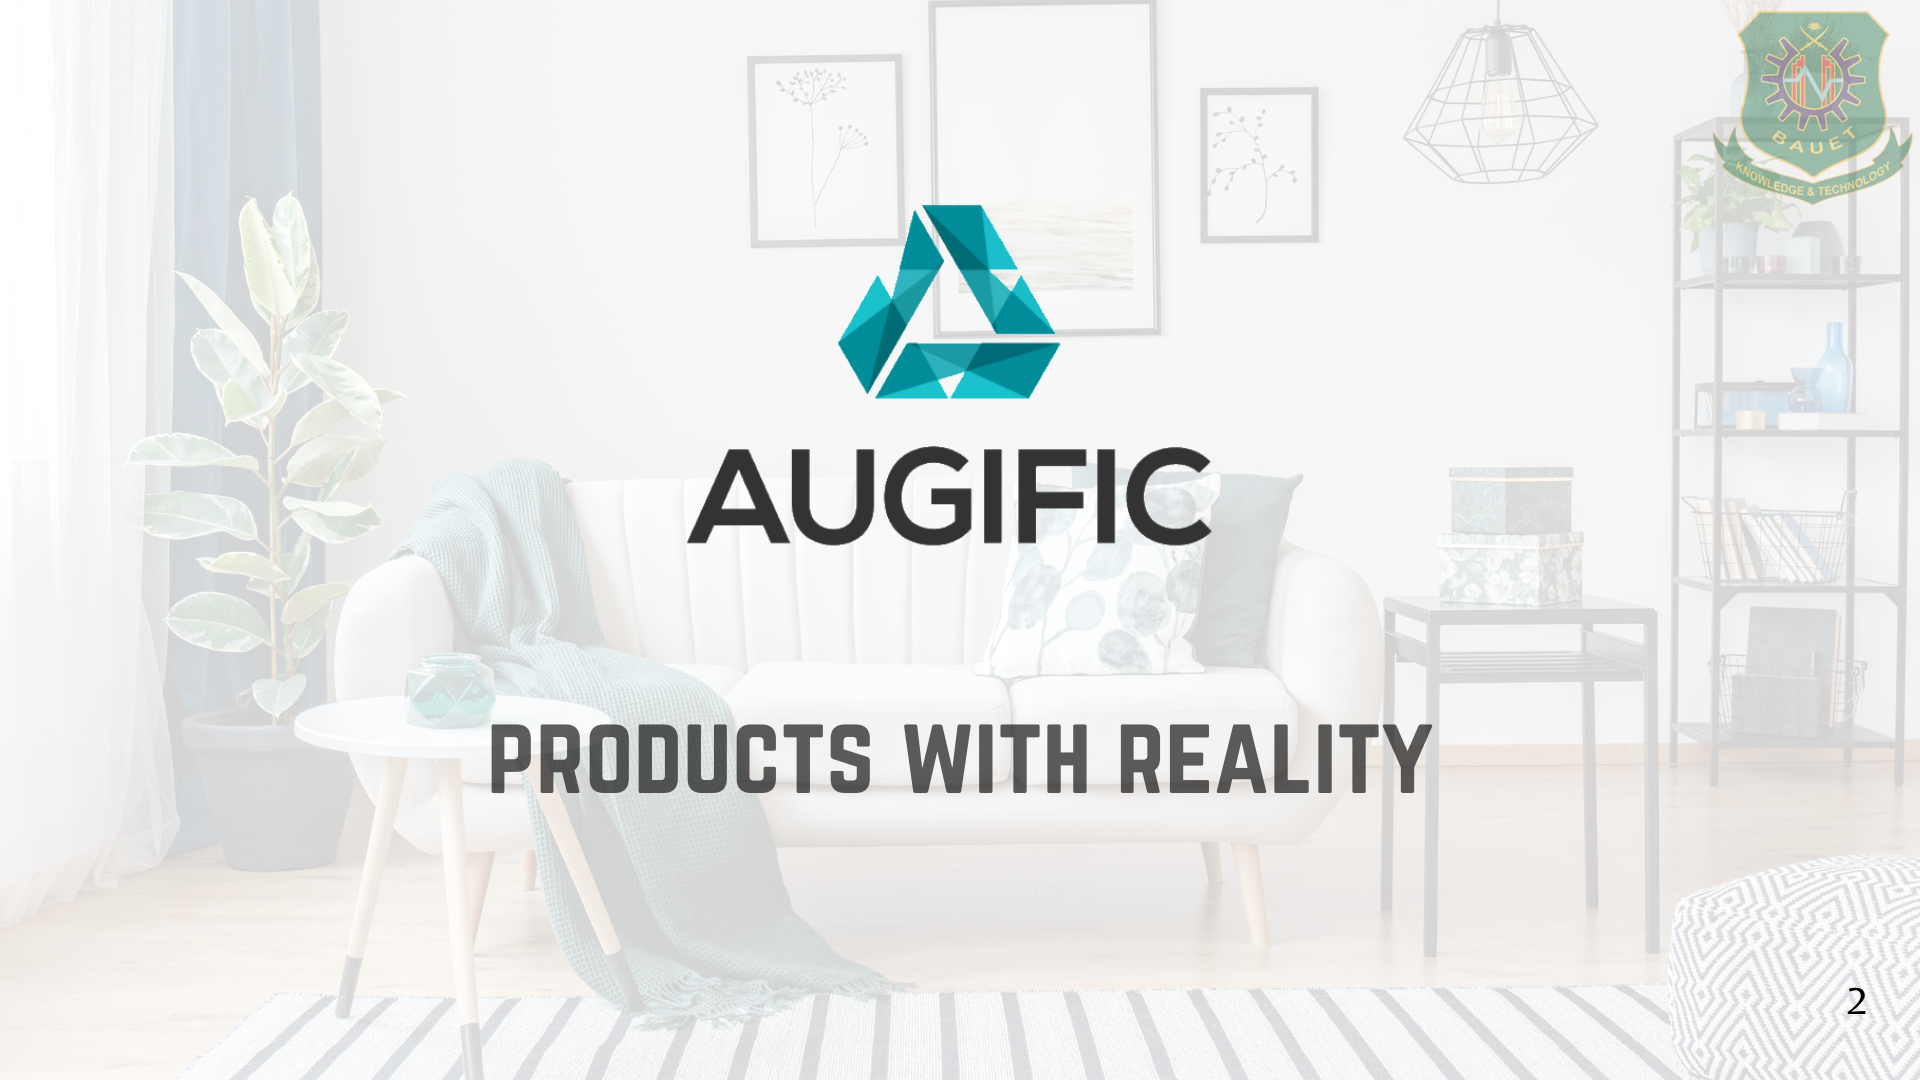 BAUET
KNOWLEDGE & TECHNOLOGY
AUGIFIC
PRODUCTS WITH REALITY
2